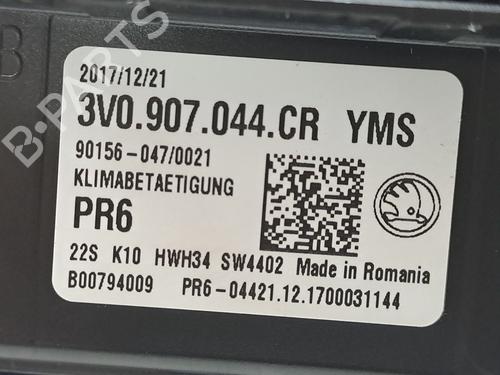 B
B-PARTS
2017/12/21
3V0.907.044.CR YMS
90156-047/0021
KLIMABETAETIGUNG
PR6
22S K10 HWH34 SW4402 Made in Romania
B00794009 PR6-04421.12.1700031144